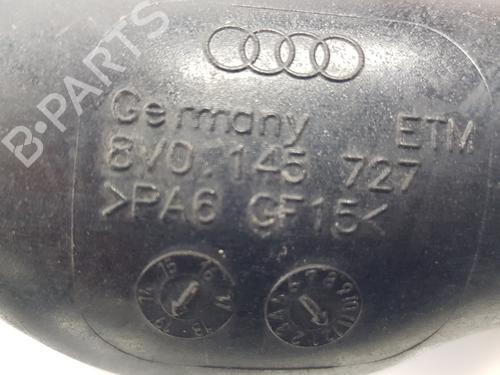 Germany ETM
8V0.145 727
>PA6 GF15<
B-PARTS